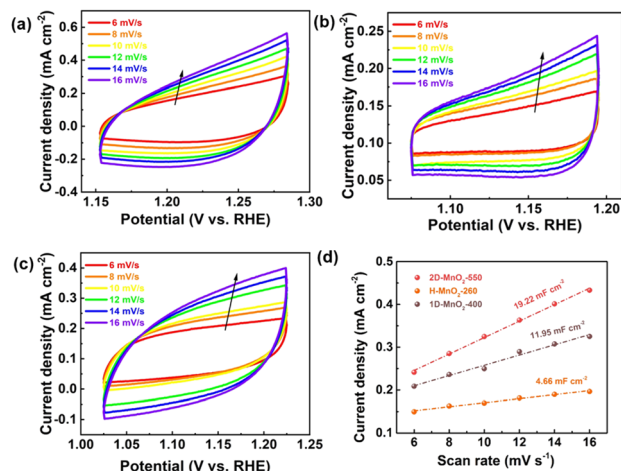 (a)
0.6
0.4
0.2
0.0
-0.2
-0.4
Current density (mA cm⁻²)
6 mV/s
8 mV/s
10 mV/s
12 mV/s
14 mV/s
16 mV/s
1.15
1.20
1.25
1.30
Potential (V vs. RHE)
(b)
0.25
0.20
0.15
0.10
0.05
Current density (mA cm⁻²)
6 mV/s
8 mV/s
10 mV/s
12 mV/s
14 mV/s
16 mV/s
1.10
1.15
1.20
Potential (V vs. RHE)
(c)
0.4
0.3
0.2
0.1
0.0
-0.1
Current density (mA cm⁻²)
6 mV/s
8 mV/s
10 mV/s
12 mV/s
14 mV/s
16 mV/s
1.00
1.05
1.10
1.15
1.20
1.25
Potential (V vs. RHE)
(d)
0.5
0.4
0.3
0.2
0.1
Current density (mA cm⁻²)
2D-MnO₂-550
H-MnO₂-260
1D-MnO₂-400
19.22 mF cm⁻²
11.95 mF cm⁻²
4.66 mF cm⁻²
6
8
10
12
14
16
Scan rate (mV s⁻¹)